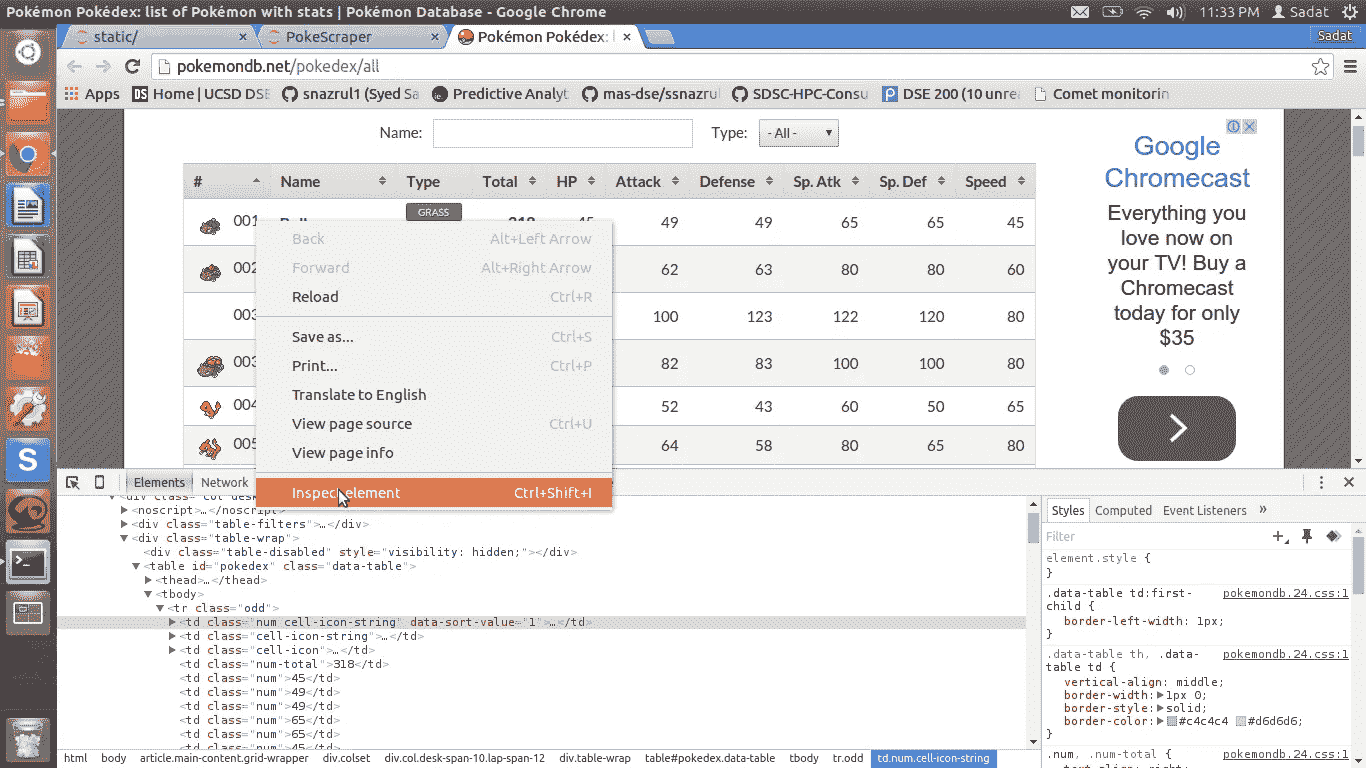 Pokémon Pokédex: list of Pokémon with stats | Pokémon Database - Google Chrome
11:33 PM Sadat
static/ × PokeScraper × Pokémon Pokédex: ×
Sadat
pokemondb.net/pokedex/all
Apps DS Home | UCSD DSE snazrul1 (Syed Sa Predictive Analyt mas-dse/ssnazrul SDSC-HPC-Consu DSE 200 (10 unre Comet monitorin
Name: Type: - All -
# Name Type Total HP Attack Defense Sp. Atk Sp. Def Speed
001 GRASS 49 49 65 65 45
002 62 63 80 80 60
003 100 123 122 120 80
003 82 83 100 100 80
004 52 43 60 50 65
005 64 58 80 65 80
Back Alt+Left Arrow
Forward Alt+Right Arrow
Reload Ctrl+R
Save as... Ctrl+S
Print... Ctrl+P
Translate to English
View page source Ctrl+U
View page info
Inspect element Ctrl+Shift+I
Google
Chromecast
Everything you
love now on
your TV! Buy a
Chromecast
today for only
$35
S
Elements Network
<noscript>…</noscript>
<div class="table-filters">…</div>
<div class="table-wrap">
<div class="table-disabled" style="visibility: hidden;"></div>
<table id="pokedex" class="data-table">
<thead>…</thead>
<tbody>
<tr class="odd">
<td class="num cell-icon-string" data-sort-value="1">…</td>
<td class="cell-icon-string">…</td>
<td class="cell-icon">…</td>
<td class="num-total">318</td>
<td class="num">45</td>
<td class="num">49</td>
<td class="num">49</td>
<td class="num">65</td>
<td class="num">65</td>
<td class="num">45</td>
html body article.main-content.grid-wrapper div.colset div.col.desk-span-10.lap-span-12 div.table-wrap table#pokedex.data-table tbody tr.odd td.num.cell-icon-string
Styles Computed Event Listeners »
Filter
element.style {
}
.data-table td:first-child { pokemondb.24.css:1
border-left-width: 1px;
}
.data-table th, .data-table td { pokemondb.24.css:1
vertical-align: middle;
border-width: 1px 0;
border-style: solid;
border-color: #c4c4c4 #d6d6d6;
}
.num, .num-total { pokemondb.24.css:1